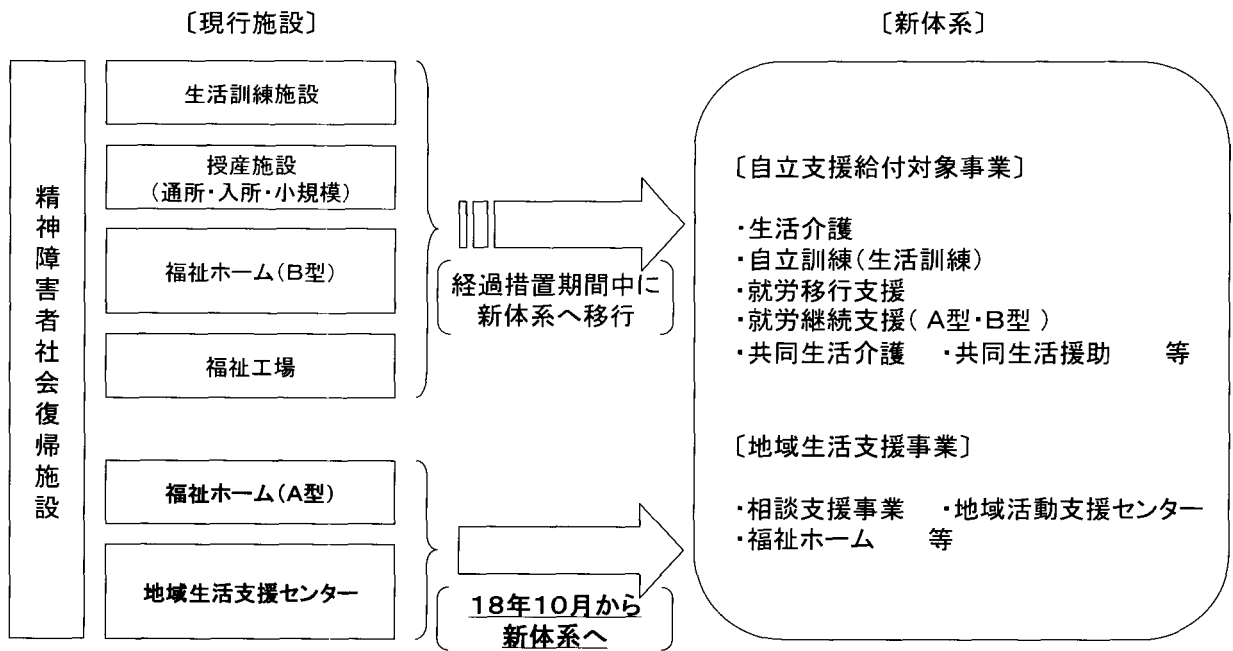 〔現行施設〕
精神障害者社会復帰施設
生活訓練施設
授産施設
(通所・入所・小規模)
福祉ホーム(B型)
福祉工場
福祉ホーム(A型)
地域生活支援センター
経過措置期間中に
新体系へ移行
18年10月から
新体系へ
〔新体系〕
〔自立支援給付対象事業〕
・生活介護
・自立訓練(生活訓練)
・就労移行支援
・就労継続支援( A型・B型 )
・共同生活介護 ・共同生活援助 等
〔地域生活支援事業〕
・相談支援事業 ・地域活動支援センター
・福祉ホーム 等